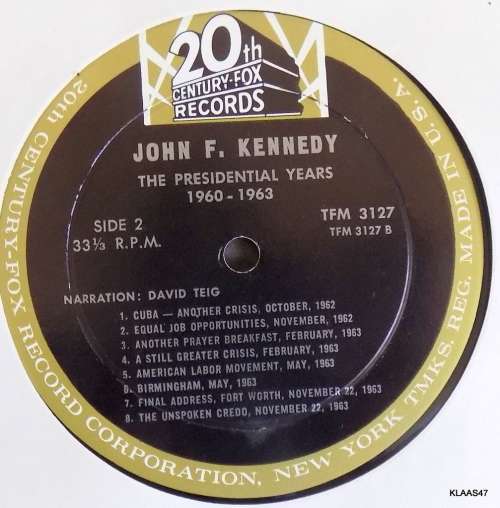 20th
CENTURY-FOX
RECORDS
JOHN F. KENNEDY
THE PRESIDENTIAL YEARS
1960 - 1963
SIDE 2
33⅓ R.P.M.
TFM 3127
TFM 3127 B
NARRATION: DAVID TEIG
1. CUBA — ANOTHER CRISIS, OCTOBER, 1962
2. EQUAL JOB OPPORTUNITIES, NOVEMBER, 1962
3. ANOTHER PRAYER BREAKFAST, FEBRUARY, 1963
4. A STILL GREATER CRISIS, FEBRUARY, 1963
5. AMERICAN LABOR MOVEMENT, MAY, 1963
6. BIRMINGHAM, MAY, 1963
7. FINAL ADDRESS, FORT WORTH, NOVEMBER 22, 1963
8. THE UNSPOKEN CREDO, NOVEMBER 22, 1963
20th CENTURY-FOX RECORD CORPORATION, NEW YORK TMKS. REG. MADE IN U.S.A.
KLAAS47